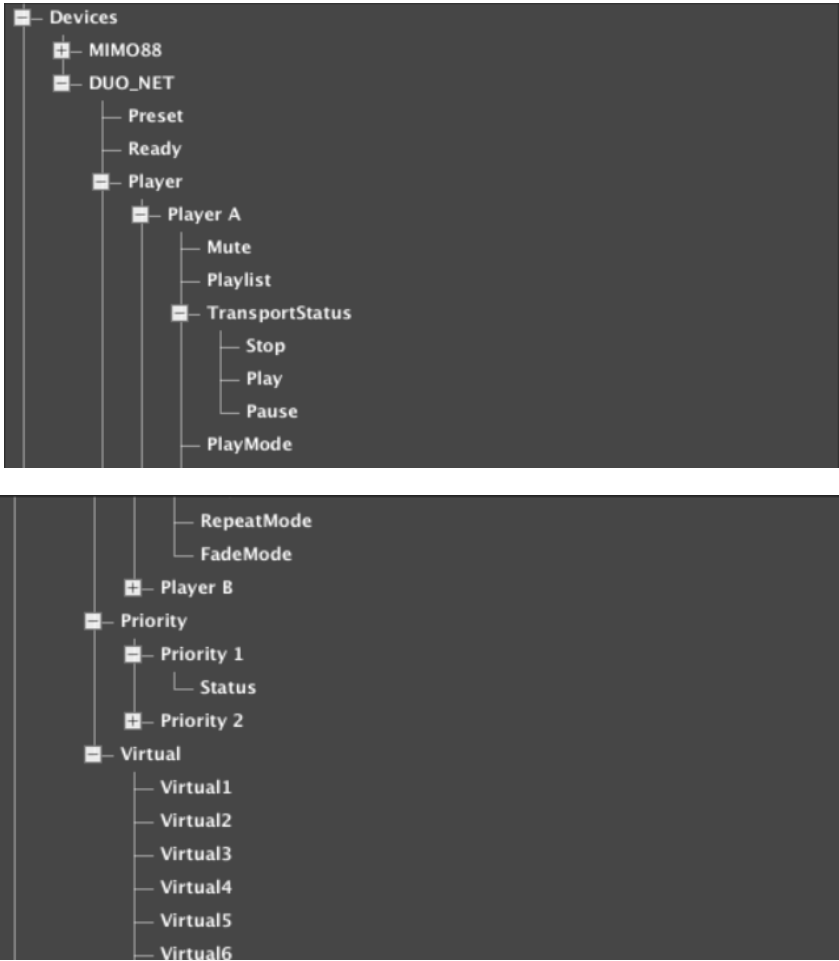 Devices
MIMO88
DUO_NET
Preset
Ready
Player
Player A
Mute
Playlist
TransportStatus
Stop
Play
Pause
PlayMode
RepeatMode
FadeMode
Player B
Priority
Priority 1
Status
Priority 2
Virtual
Virtual1
Virtual2
Virtual3
Virtual4
Virtual5
Virtual6